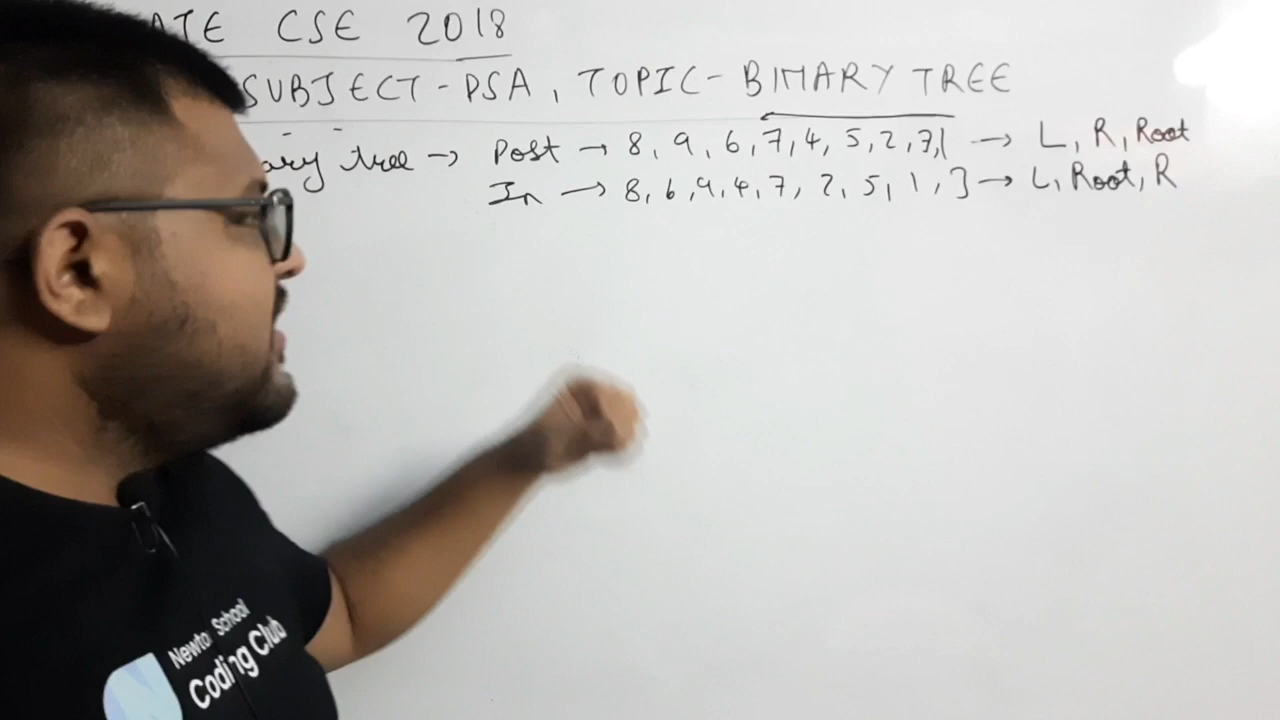 ATE CSE 2018
SUBJECT - DSA, TOPIC - BINARY TREE
ary tree → Post → 8, 9, 6, 7, 4, 5, 2, 3, 1 → L, R, Root
In → 8, 6, 9, 4, 7, 2, 5, 1, 3 → L, Root, R
Newto School
Coding Club